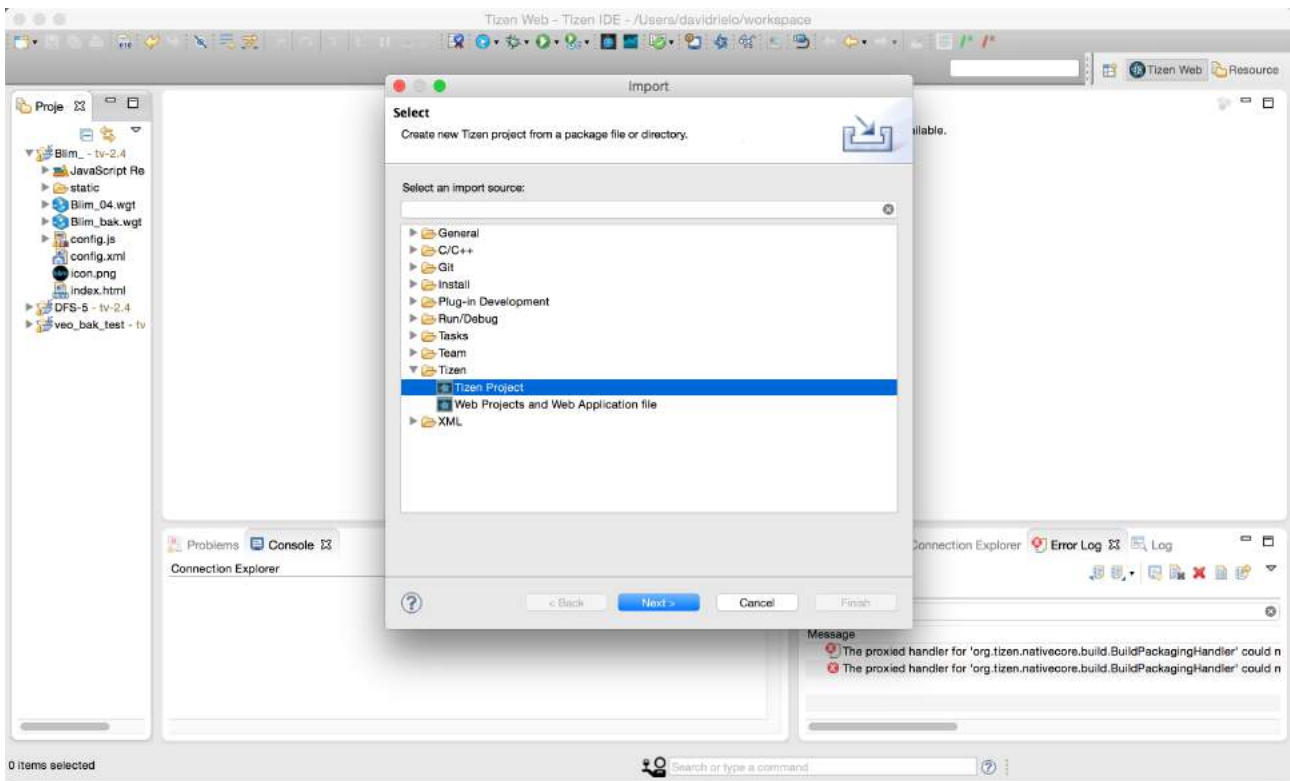 Tizen Web - Tizen IDE - /Users/davidrielo/workspace
Tizen Web
Resource
Proje
Blim_ - tv-2.4
JavaScript Re
static
Blim_04.wgt
Blim_bak.wgt
config.js
config.xml
icon.png
index.html
DFS-5 - tv-2.4
veo_bak_test - tv
ilable.
Import
Select
Create new Tizen project from a package file or directory.
Select an import source:
General
C/C++
Git
Install
Plug-in Development
Run/Debug
Tasks
Team
Tizen
Tizen Project
Web Projects and Web Application file
XML
< Back
Next >
Cancel
Finish
Problems
Console
Connection Explorer
Connection Explorer
Error Log
Log
Message
The proxied handler for 'org.tizen.nativecore.build.BuildPackagingHandler' could n
The proxied handler for 'org.tizen.nativecore.build.BuildPackagingHandler' could n
0 items selected
Search or type a command